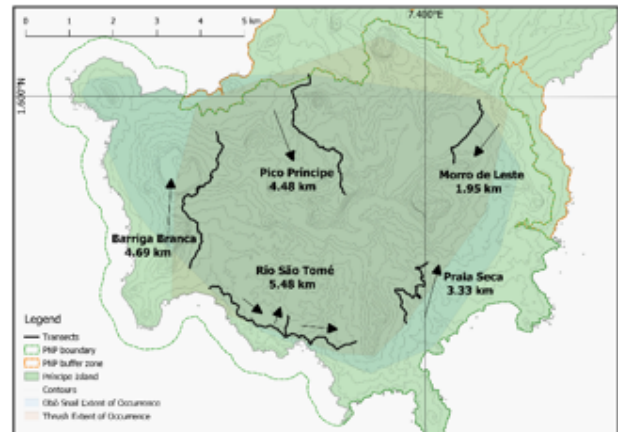 0 1 2 3 4 5 km
7.400°E
1.600°N
Pico Príncipe
4.48 km
Morro de Leste
1.95 km
Barriga Branca
4.69 km
Rio São Tomé
5.48 km
Praia Seca
3.33 km
Legend
Transects
PNP boundary
PNP buffer zone
Príncipe Island
Contours
Obô Snail Extent of Occurrence
Thrush Extent of Occurrence